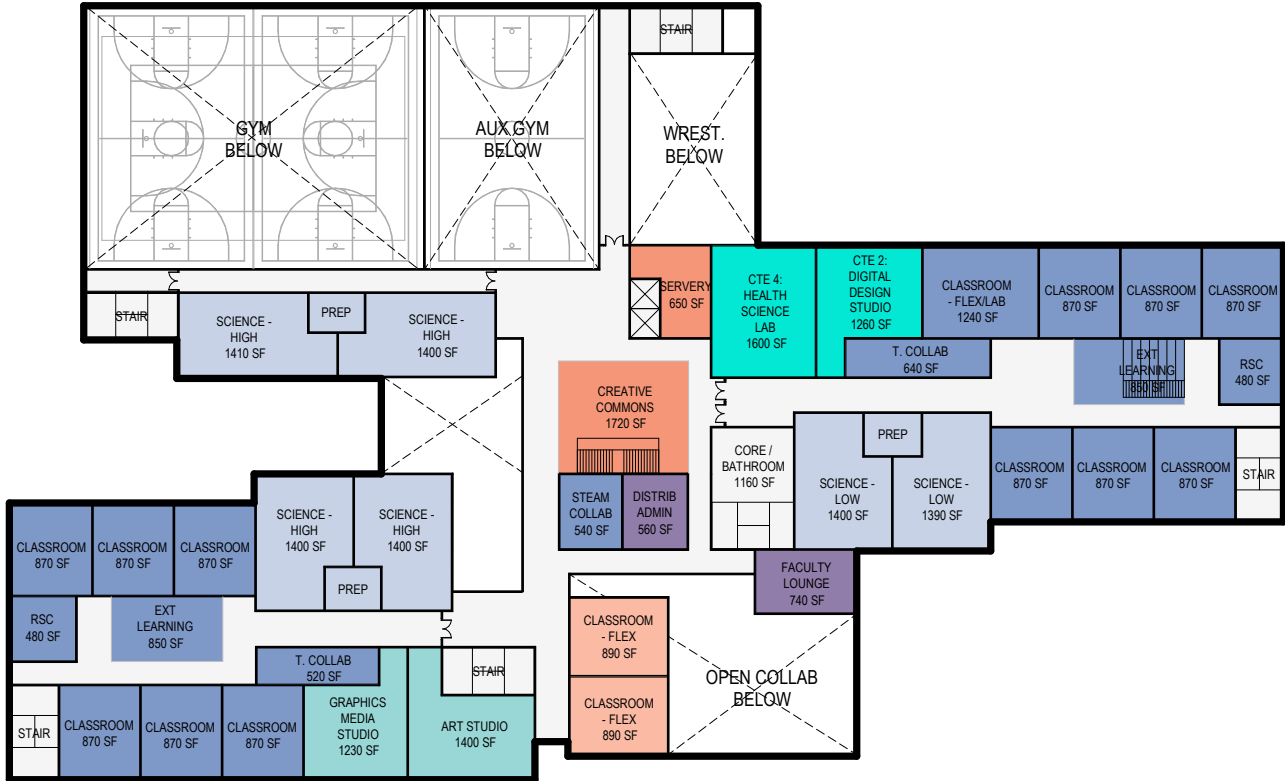 STAIR
GYM
BELOW
AUX.GYM
BELOW
WREST.
BELOW
SERVERY
650 SF
CTE 4:
HEALTH
SCIENCE
LAB
1600 SF
CTE 2:
DIGITAL
DESIGN
STUDIO
1260 SF
CLASSROOM
- FLEX/LAB
1240 SF
CLASSROOM
870 SF
CLASSROOM
870 SF
CLASSROOM
870 SF
STAIR
SCIENCE -
HIGH
1410 SF
PREP
SCIENCE -
HIGH
1400 SF
T. COLLAB
640 SF
EXT
LEARNING
850 SF
RSC
480 SF
CREATIVE
COMMONS
1720 SF
CORE /
BATHROOM
1160 SF
SCIENCE -
LOW
1400 SF
PREP
SCIENCE -
LOW
1390 SF
CLASSROOM
870 SF
CLASSROOM
870 SF
CLASSROOM
870 SF
STAIR
STEAM
COLLAB
540 SF
DISTRIB
ADMIN
560 SF
SCIENCE -
HIGH
1400 SF
SCIENCE -
HIGH
1400 SF
PREP
CLASSROOM
870 SF
CLASSROOM
870 SF
CLASSROOM
870 SF
FACULTY
LOUNGE
740 SF
RSC
480 SF
EXT
LEARNING
850 SF
CLASSROOM
- FLEX
890 SF
T. COLLAB
520 SF
STAIR
OPEN COLLAB
BELOW
CLASSROOM
- FLEX
890 SF
STAIR
CLASSROOM
870 SF
CLASSROOM
870 SF
CLASSROOM
870 SF
GRAPHICS
MEDIA
STUDIO
1230 SF
ART STUDIO
1400 SF